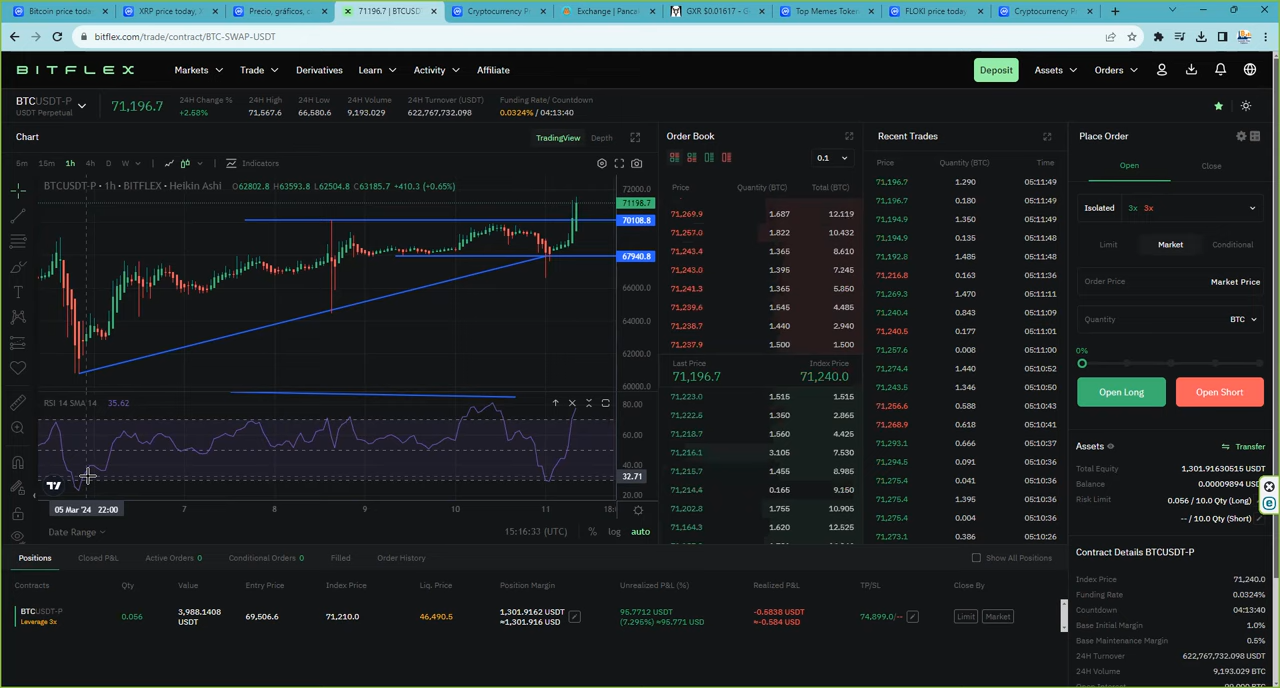 Bitcoin price today
XRP price today, X
Precio, gráficos, c
71196.7 | BTCUSDT
Cryptocurrency P
Exchange | Panca
GXR $0.01617 - G
Top Memes Token
FLOKI price today
Cryptocurrency P
bitflex.com/trade/contract/BTC-SWAP-USDT
BITFLEX
Markets
Trade
Derivatives
Learn
Activity
Affiliate
Deposit
Assets
Orders
BTCUSDT-P
USDT Perpetual
71,196.7
24H Change %
+2.58%
24H High
71,567.6
24H Low
66,580.6
24H Volume
9,193.029
24H Turnover (USDT)
622,767,732.098
Funding Rate/ Countdown
0.0324% / 04:13:40
Chart
TradingView
Depth
5m 15m 1h 4h D W
Indicators
BTCUSDT-P · 1h · BITFLEX · Heikin Ashi O62802.8 H63593.8 L62504.8 C63185.7 +410.3 (+0.65%)
72000.0
71198.7
70108.8
67940.8
66000.0
64000.0
62000.0
60000.0
RSI 14 SMA 14 35.62
80.00
60.00
40.00
32.71
20.00
05 Mar '24 22:00
7 8 9 10 11 18:
Date Range
15:16:33 (UTC)
% log auto
Order Book
0.1
Price Quantity (BTC) Total (BTC)
71,269.9 1.687 12.119
71,257.0 1.822 10.432
71,243.4 1.365 8.610
71,243.0 1.395 7.245
71,241.3 1.365 5.850
71,239.6 1.545 4.485
71,238.7 1.440 2.940
71,237.9 1.500 1.500
Last Price
71,196.7
Index Price
71,240.0
71,223.0 1.515 1.515
71,222.5 1.350 2.865
71,218.7 1.560 4.425
71,216.1 3.105 7.530
71,215.7 1.455 8.985
71,214.4 0.165 9.150
71,202.8 1.755 10.905
71,164.3 1.620 12.525
Recent Trades
Price Quantity (BTC) Time
71,196.7 1.290 05:11:49
71,196.7 0.180 05:11:49
71,194.9 1.350 05:11:49
71,194.9 0.135 05:11:48
71,192.8 1.485 05:11:48
71,216.8 0.163 05:11:36
71,269.3 1.470 05:11:11
71,240.4 0.843 05:11:09
71,240.5 0.177 05:11:01
71,257.6 0.008 05:11:00
71,274.4 1.440 05:10:52
71,243.5 1.346 05:10:50
71,256.6 0.588 05:10:43
71,268.9 0.618 05:10:41
71,293.1 0.666 05:10:37
71,294.5 0.091 05:10:36
71,275.4 1.395 05:10:36
71,275.4 0.004 05:10:36
71,273.1 0.386 05:10:26
Place Order
Open
Close
Isolated 3x 3x
Limit
Market
Conditional
Order Price Market Price
Quantity BTC
0%
Open Long
Open Short
Assets
Transfer
Total Equity 1,301.91630515 USDT
Balance 0.00009894 USD
Risk Limit 0.056 / 10.0 Qty (Long)
-- / 10.0 Qty (Short)
Contract Details BTCUSDT-P
Index Price 71,240.0
Funding Rate 0.0324%
Countdown 04:13:40
Base Initial Margin 1.0%
Base Maintenance Margin 0.5%
24H Turnover 622,767,732.098 USDT
24H Volume 9,193.029 BTC
Positions
Closed P&L
Active Orders 0
Conditional Orders 0
Filled
Order History
Show All Positions
Contracts Qty Value Entry Price Index Price Liq. Price Position Margin Unrealized P&L (%) Realized P&L TP/SL Close By
BTCUSDT-P
Leverage 3x
0.056
3,988.1408
USDT
69,506.6
71,210.0
46,490.5
1,301.9162 USDT
≈1,301.916 USD
95.7712 USDT
(7.295%) ≈95.771 USD
-0.5838 USDT
≈-0.584 USD
74,899.0/--
Limit
Market